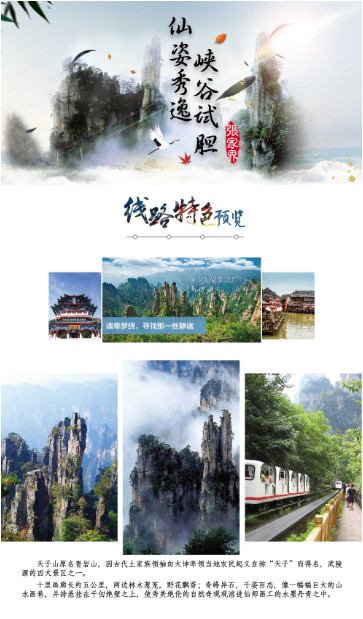 仙姿秀逸
峡谷试胆
張家界
线路特色预览
魂牵梦绕，寻找那一丝静谧
天子山原名青岩山，因古代土家族领袖向大坤率领当地农民起义自称“天子”而得名，武陵
源的四大景区之一。
十里画廊长约五公里，两边林木葱茏，野花飘香；奇峰异石，千姿百态，像一幅幅巨大的山
水画卷，并排悬挂在千仞绝壁之上，使秀美绝伦的自然奇观观溶进仙师画工的水墨丹青之中。